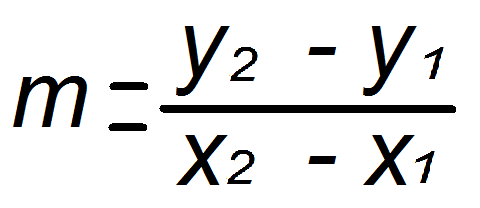 m = y₂ - y₁
x₂ - x₁